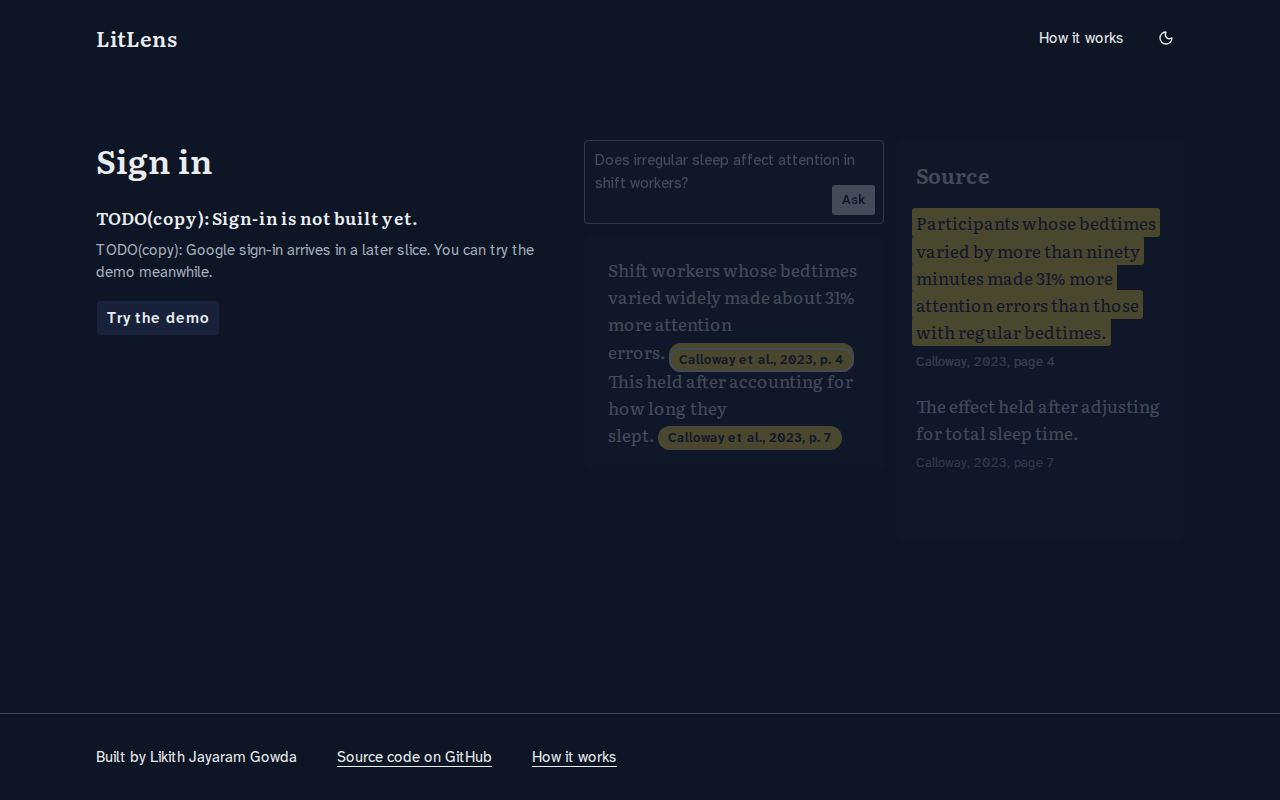 LitLens
How it works
Sign in
TODO(copy): Sign-in is not built yet.
TODO(copy): Google sign-in arrives in a later slice. You can try the
demo meanwhile.
Try the demo
Does irregular sleep affect attention in
shift workers?
Ask
Shift workers whose bedtimes
varied widely made about 31%
more attention
errors. Calloway et al., 2023, p. 4
This held after accounting for
how long they
slept. Calloway et al., 2023, p. 7
Source
Participants whose bedtimes
varied by more than ninety
minutes made 31% more
attention errors than those
with regular bedtimes.
Calloway, 2023, page 4
The effect held after adjusting
for total sleep time.
Calloway, 2023, page 7
Built by Likith Jayaram Gowda
Source code on GitHub
How it works